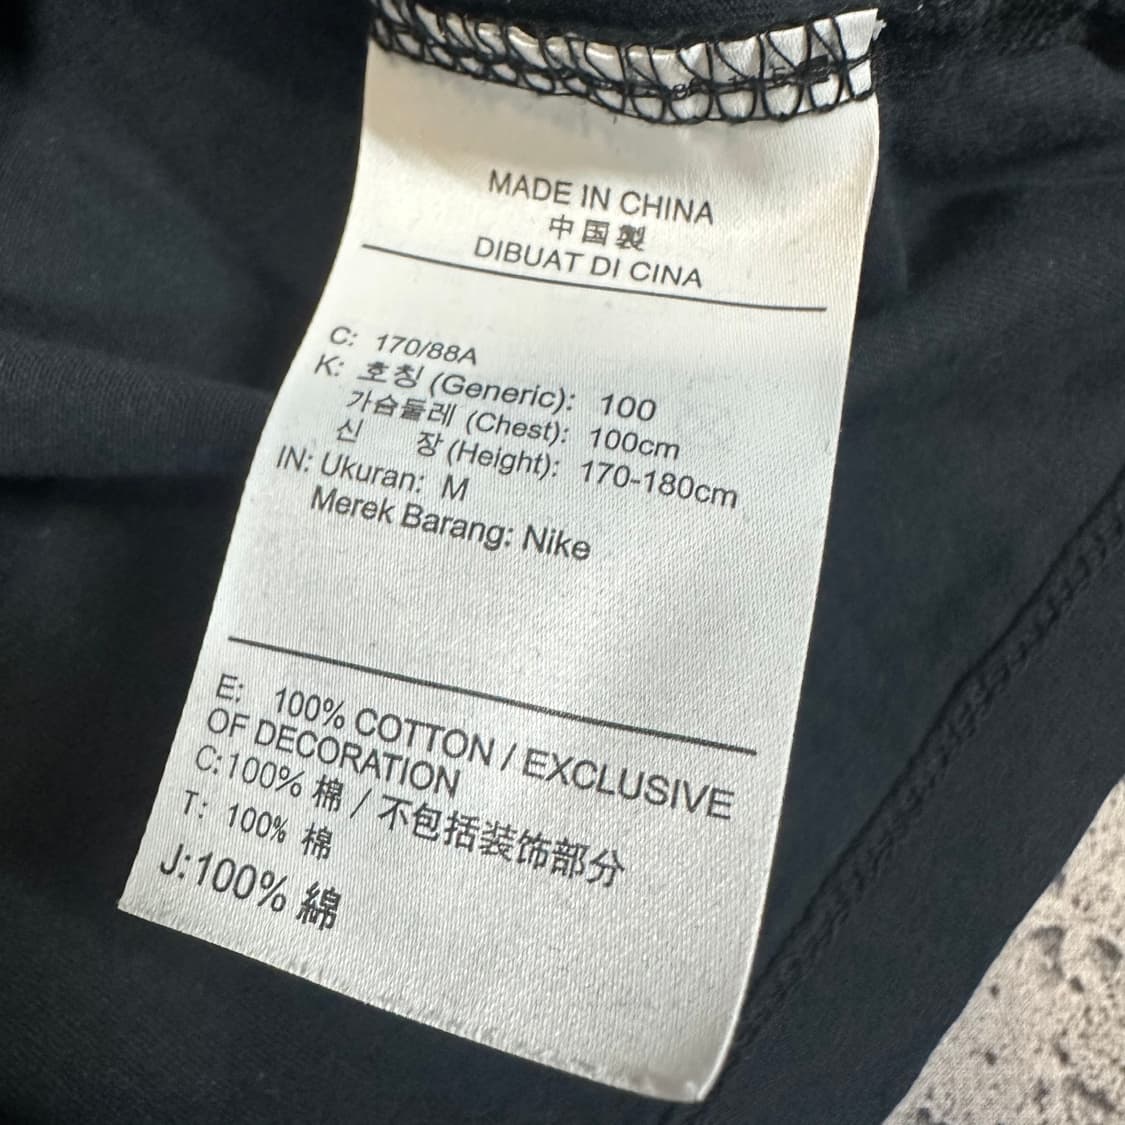 MADE IN CHINA
中国製
DIBUAT DI CINA
C: 170/88A
K: 호칭 (Generic): 100
가슴둘레 (Chest): 100cm
신 장 (Height): 170-180cm
IN: Ukuran: M
Merek Barang: Nike
E: 100% COTTON / EXCLUSIVE
OF DECORATION
C:100% 棉 / 不包括装饰部分
T: 100% 棉
J:100% 綿